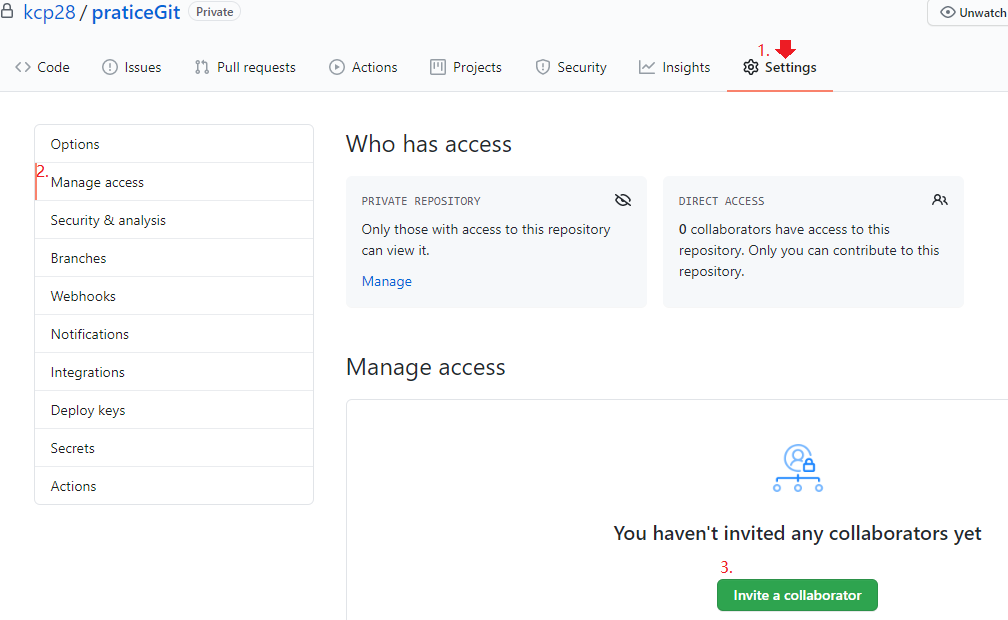 kcp28 / praticeGit Private
Unwatch
1.
Code Issues Pull requests Actions Projects Security Insights Settings
Options
2.
Manage access
Security & analysis
Branches
Webhooks
Notifications
Integrations
Deploy keys
Secrets
Actions
Who has access
PRIVATE REPOSITORY
Only those with access to this repository
can view it.
Manage
DIRECT ACCESS
0 collaborators have access to this
repository. Only you can contribute to this
repository.
Manage access
You haven't invited any collaborators yet
3.
Invite a collaborator